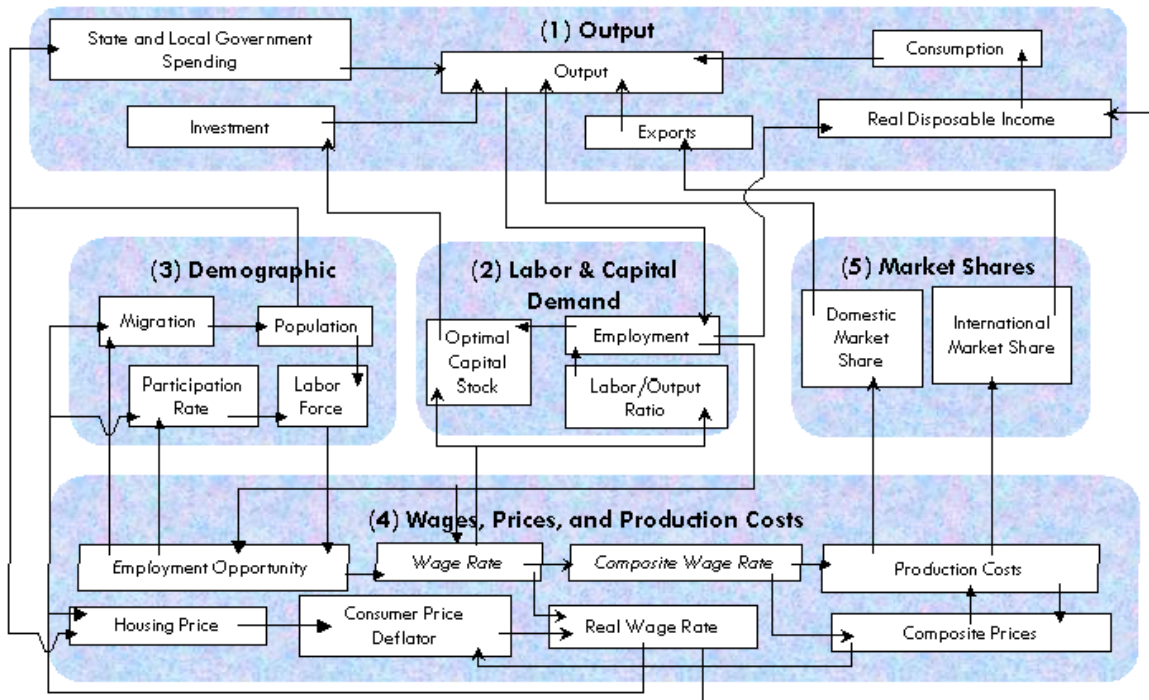 (1) Output
State and Local Government
Spending
Output
Consumption
Investment
Exports
Real Disposable Income
(3) Demographic
Migration
Population
Participation
Rate
Labor
Force
(2) Labor & Capital
Demand
Optimal
Capital
Stock
Employment
Labor/Output
Ratio
(5) Market Shares
Domestic
Market
Share
International
Market Share
(4) Wages, Prices, and Production Costs
Employment Opportunity
Wage Rate
Composite Wage Rate
Production Costs
Housing Price
Consumer Price
Deflator
Real Wage Rate
Composite Prices